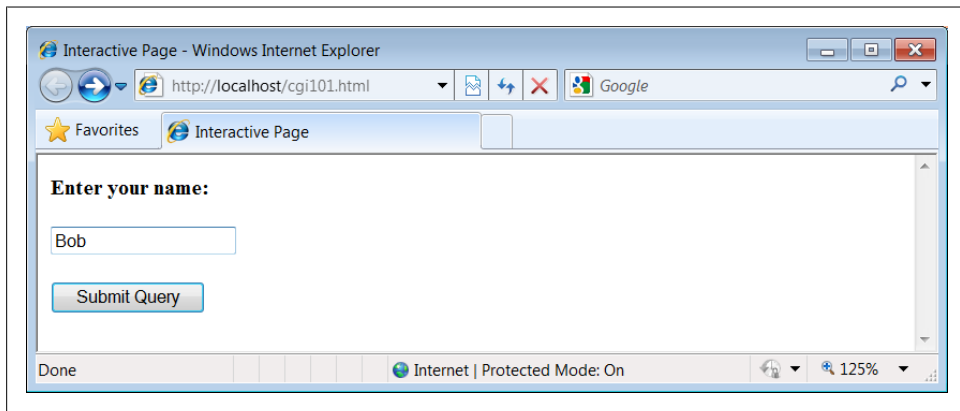 Interactive Page - Windows Internet Explorer
http://localhost/cgi101.html
Google
Favorites
Interactive Page
Enter your name:
Bob
Submit Query
Done
Internet | Protected Mode: On
125%